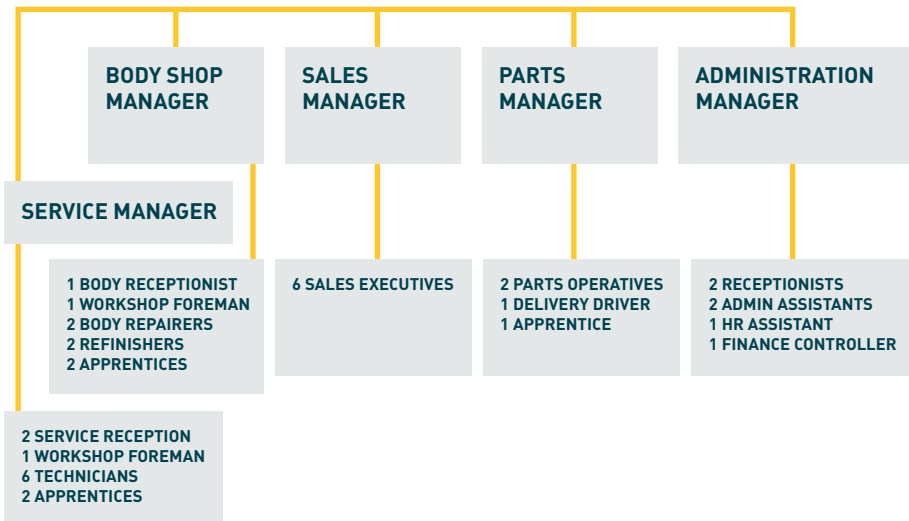 BODY SHOP
MANAGER
SALES
MANAGER
PARTS
MANAGER
ADMINISTRATION
MANAGER
SERVICE MANAGER
1 BODY RECEPTIONIST
1 WORKSHOP FOREMAN
2 BODY REPAIRERS
2 REFINISHERS
2 APPRENTICES
6 SALES EXECUTIVES
2 PARTS OPERATIVES
1 DELIVERY DRIVER
1 APPRENTICE
2 RECEPTIONISTS
2 ADMIN ASSISTANTS
1 HR ASSISTANT
1 FINANCE CONTROLLER
2 SERVICE RECEPTION
1 WORKSHOP FOREMAN
6 TECHNICIANS
2 APPRENTICES